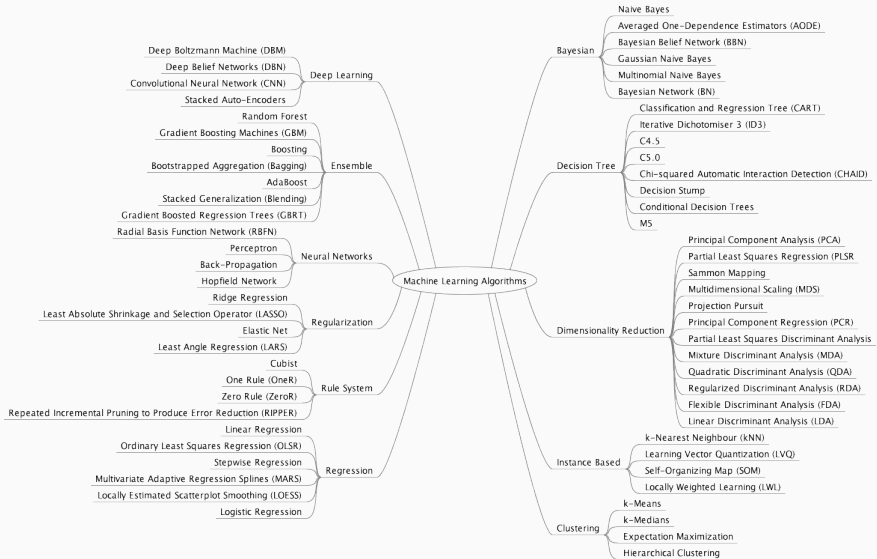 Machine Learning Algorithms
Deep Learning
Deep Boltzmann Machine (DBM)
Deep Belief Networks (DBN)
Convolutional Neural Network (CNN)
Stacked Auto-Encoders
Ensemble
Random Forest
Gradient Boosting Machines (GBM)
Boosting
Bootstrapped Aggregation (Bagging)
AdaBoost
Stacked Generalization (Blending)
Gradient Boosted Regression Trees (GBRT)
Neural Networks
Radial Basis Function Network (RBFN)
Perceptron
Back-Propagation
Hopfield Network
Regularization
Ridge Regression
Least Absolute Shrinkage and Selection Operator (LASSO)
Elastic Net
Least Angle Regression (LARS)
Rule System
Cubist
One Rule (OneR)
Zero Rule (ZeroR)
Repeated Incremental Pruning to Produce Error Reduction (RIPPER)
Regression
Linear Regression
Ordinary Least Squares Regression (OLSR)
Stepwise Regression
Multivariate Adaptive Regression Splines (MARS)
Locally Estimated Scatterplot Smoothing (LOESS)
Logistic Regression
Bayesian
Naive Bayes
Averaged One-Dependence Estimators (AODE)
Bayesian Belief Network (BBN)
Gaussian Naive Bayes
Multinomial Naive Bayes
Bayesian Network (BN)
Decision Tree
Classification and Regression Tree (CART)
Iterative Dichotomiser 3 (ID3)
C4.5
C5.0
Chi-squared Automatic Interaction Detection (CHAID)
Decision Stump
Conditional Decision Trees
M5
Dimensionality Reduction
Principal Component Analysis (PCA)
Partial Least Squares Regression (PLSR
Sammon Mapping
Multidimensional Scaling (MDS)
Projection Pursuit
Principal Component Regression (PCR)
Partial Least Squares Discriminant Analysis
Mixture Discriminant Analysis (MDA)
Quadratic Discriminant Analysis (QDA)
Regularized Discriminant Analysis (RDA)
Flexible Discriminant Analysis (FDA)
Linear Discriminant Analysis (LDA)
Instance Based
k-Nearest Neighbour (kNN)
Learning Vector Quantization (LVQ)
Self-Organizing Map (SOM)
Locally Weighted Learning (LWL)
Clustering
k-Means
k-Medians
Expectation Maximization
Hierarchical Clustering